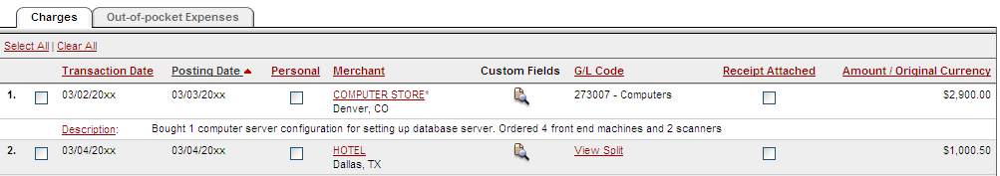 Charges Out-of-pocket Expenses
Select All | Clear All
Transaction Date Posting Date Personal Merchant Custom Fields G/L Code Receipt Attached Amount / Original Currency
1. 03/02/20xx 03/03/20xx COMPUTER STORE* 273007 - Computers $2,900.00
Denver, CO
Description: Bought 1 computer server configuration for setting up database server. Ordered 4 front end machines and 2 scanners
2. 03/04/20xx 03/04/20xx HOTEL View Split $1,000.50
Dallas, TX